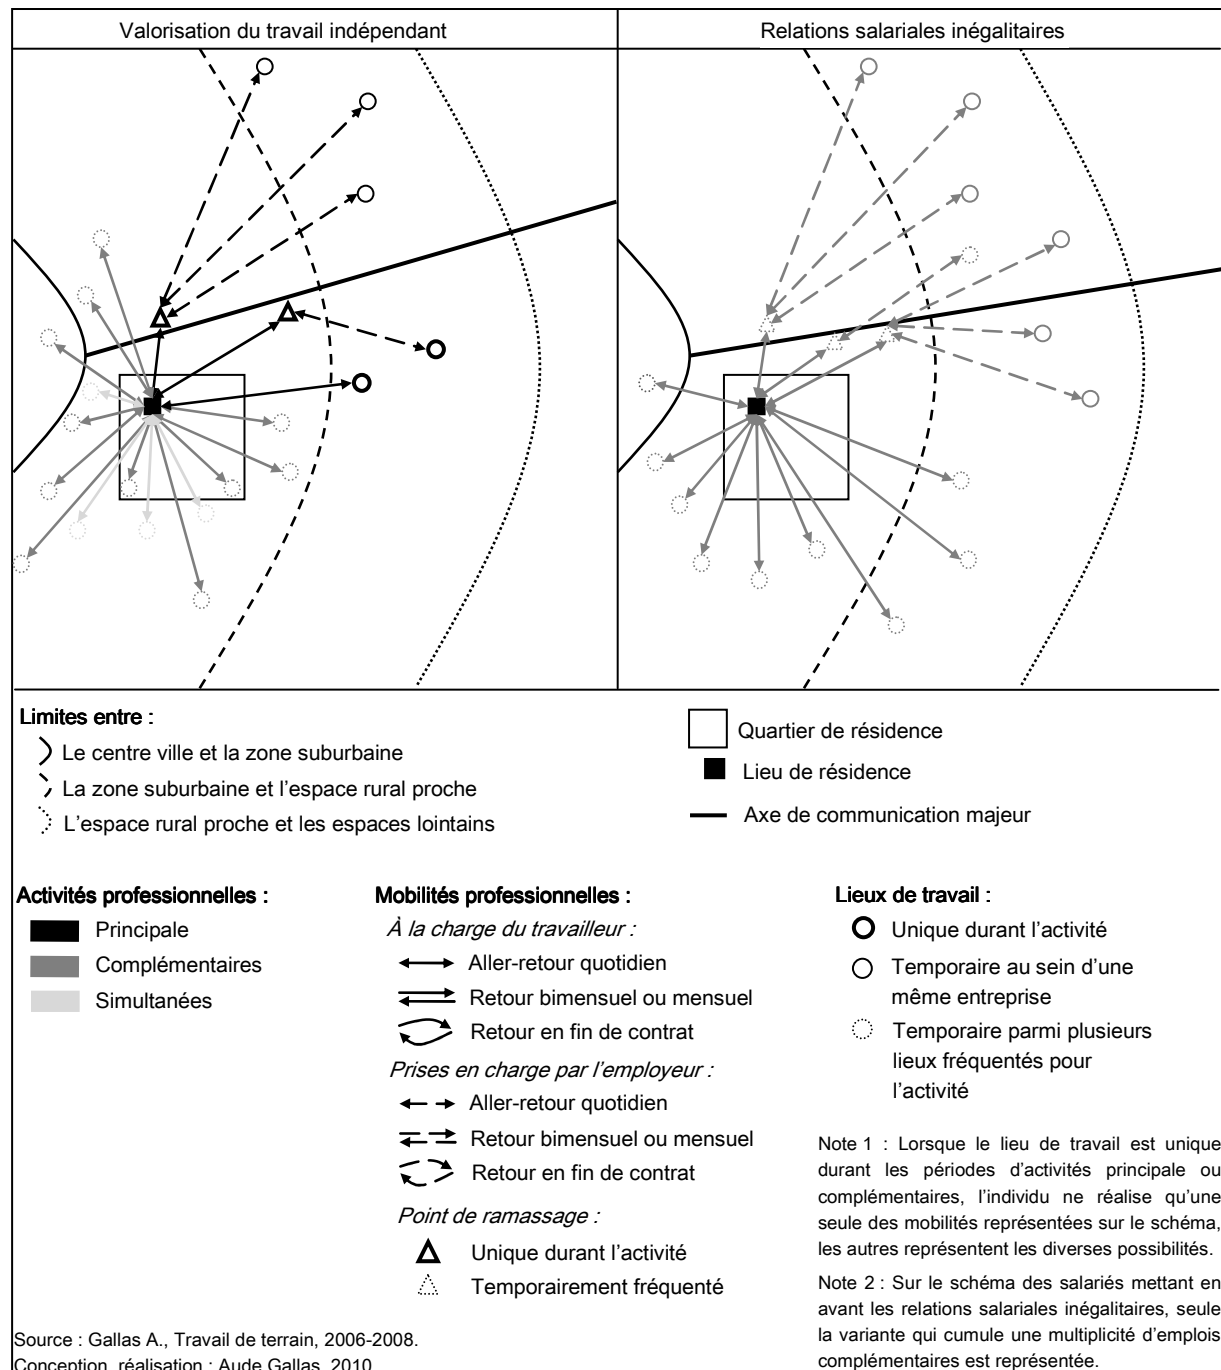 Valorisation du travail indépendant
Relations salariales inégalitaires
Limites entre :
Le centre ville et la zone suburbaine
La zone suburbaine et l'espace rural proche
L'espace rural proche et les espaces lointains
Quartier de résidence
Lieu de résidence
Axe de communication majeur
Activités professionnelles :
Principale
Complémentaires
Simultanées
Mobilités professionnelles :
À la charge du travailleur :
Aller-retour quotidien
Retour bimensuel ou mensuel
Retour en fin de contrat
Prises en charge par l'employeur :
Aller-retour quotidien
Retour bimensuel ou mensuel
Retour en fin de contrat
Point de ramassage :
Unique durant l'activité
Temporairement fréquenté
Lieux de travail :
Unique durant l'activité
Temporaire au sein d'une
même entreprise
Temporaire parmi plusieurs
lieux fréquentés pour
l'activité
Note 1 : Lorsque le lieu de travail est unique
durant les périodes d'activités principale ou
complémentaires, l'individu ne réalise qu'une
seule des mobilités représentées sur le schéma,
les autres représentent les diverses possibilités.
Note 2 : Sur le schéma des salariés mettant en
avant les relations salariales inégalitaires, seule
la variante qui cumule une multiplicité d'emplois
complémentaires est représentée.
Source : Gallas A., Travail de terrain, 2006-2008.
Conception, réalisation : Aude Gallas, 2010.